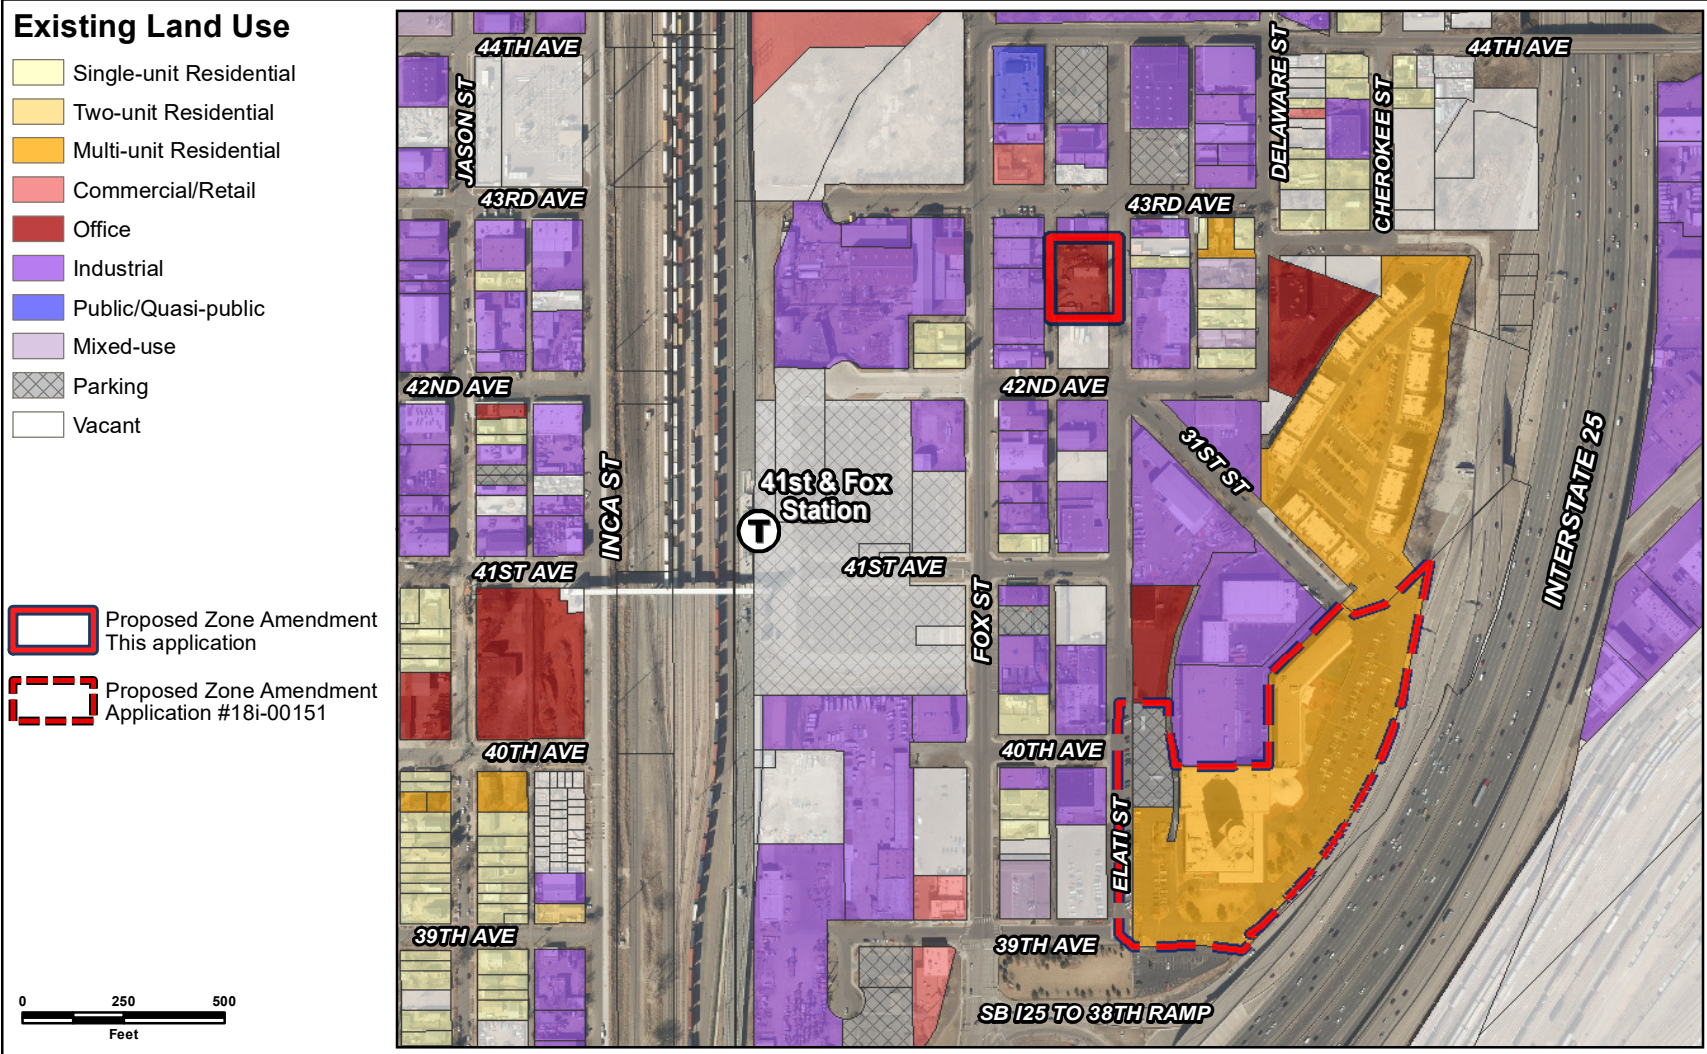 Existing Land Use
Single-unit Residential
Two-unit Residential
Multi-unit Residential
Commercial/Retail
Office
Industrial
Public/Quasi-public
Mixed-use
Parking
Vacant
Proposed Zone Amendment
This application
Proposed Zone Amendment
Application #18i-00151
0 250 500
Feet
44TH AVE
44TH AVE
JASON ST
DELAWARE ST
CHEROKEE ST
43RD AVE
43RD AVE
42ND AVE
42ND AVE
31ST ST
INCA ST
41st & Fox
Station
T
INTERSTATE 25
41ST AVE
41ST AVE
FOX ST
40TH AVE
40TH AVE
ELATI ST
39TH AVE
39TH AVE
SB I25 TO 38TH RAMP